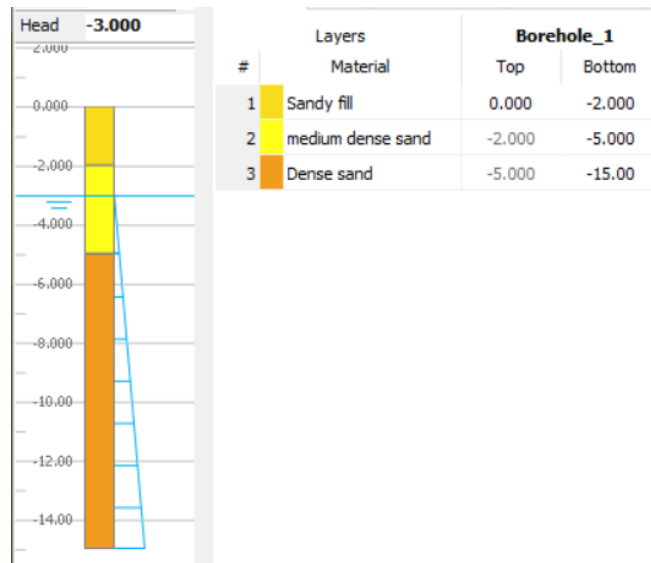 Head -3.000
2.000
0.000
-2.000
-4.000
-6.000
-8.000
-10.00
-12.00
-14.00
Layers Borehole_1
# Material Top Bottom
1 Sandy fill 0.000 -2.000
2 medium dense sand -2.000 -5.000
3 Dense sand -5.000 -15.00